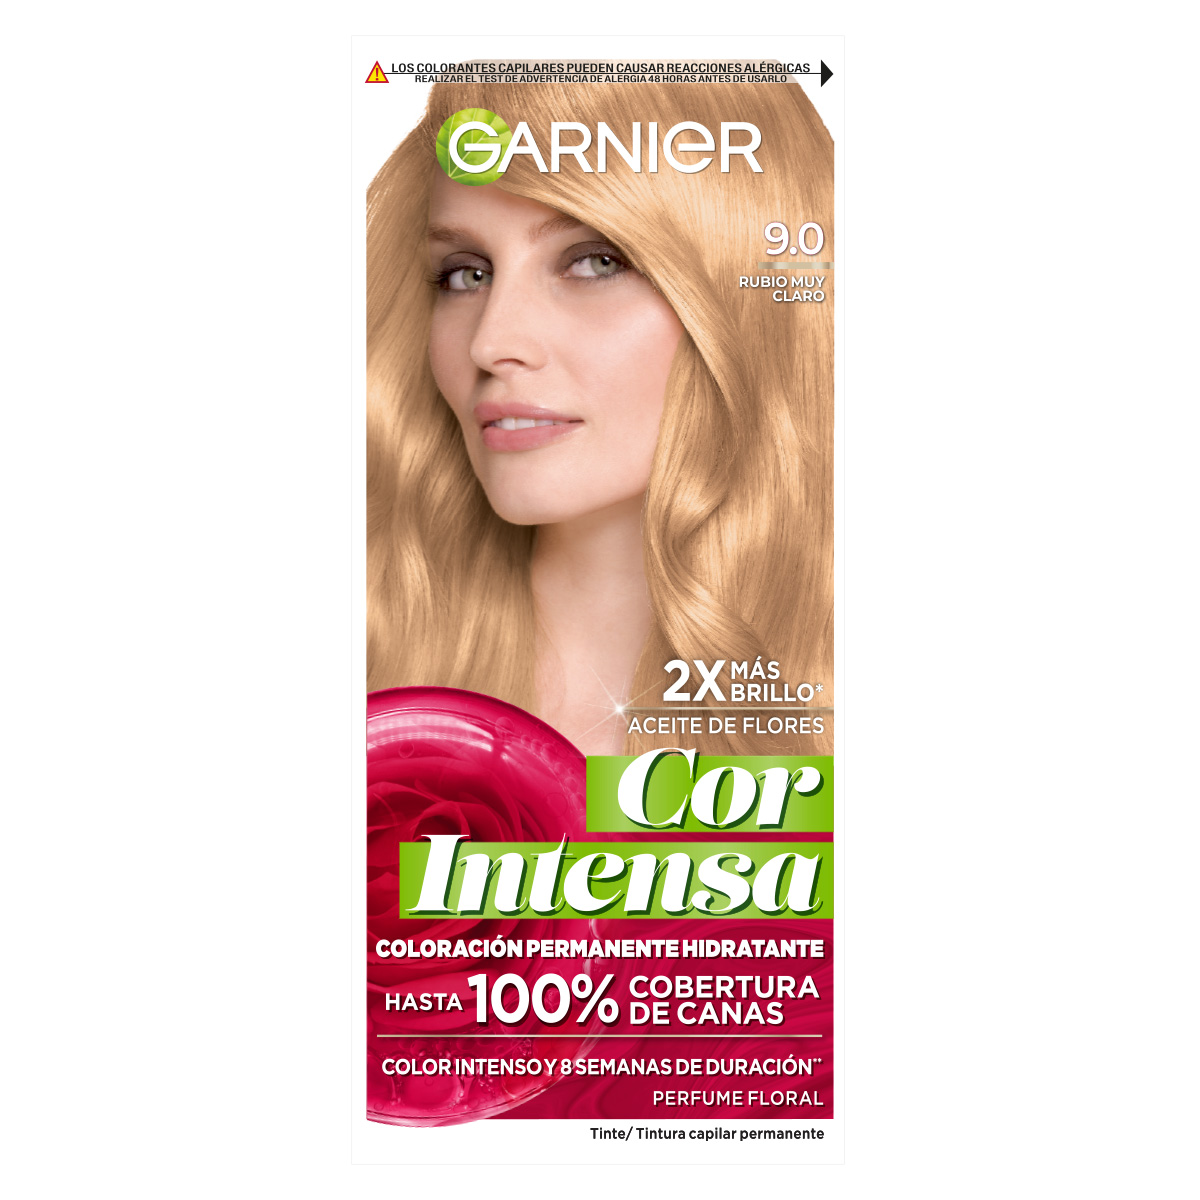 LOS COLORANTES CAPILARES PUEDEN CAUSAR REACCIONES ALÉRGICAS
REALIZAR EL TEST DE ADVERTENCIA DE ALERGIA 48 HORAS ANTES DE USARLO
GARNIER
9.0
RUBIO MUY
CLARO
2X MÁS
BRILLO*
ACEITE DE FLORES
Cor
Intensa
COLORACIÓN PERMANENTE HIDRATANTE
HASTA 100% COBERTURA
DE CANAS
COLOR INTENSO Y 8 SEMANAS DE DURACIÓN**
PERFUME FLORAL
Tinte/ Tintura capilar permanente